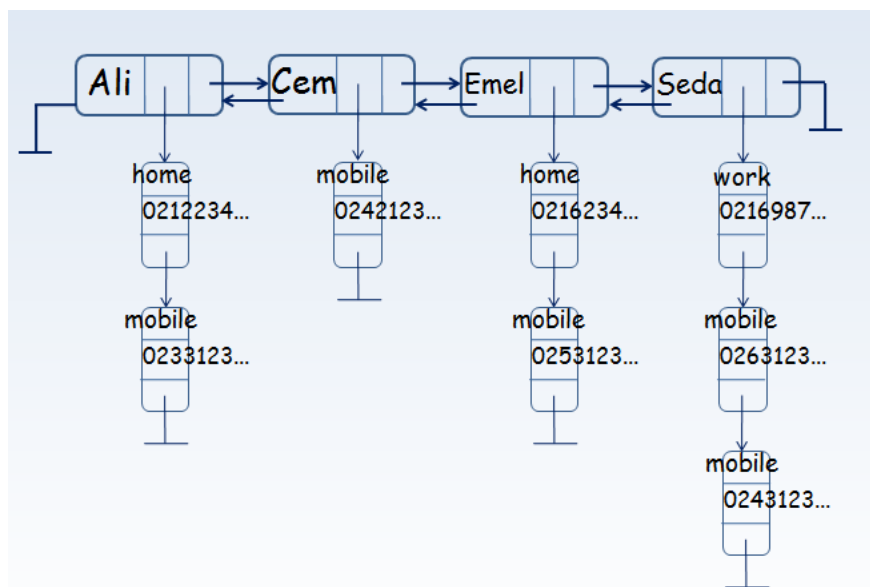 Ali
Cem
Emel
Seda
home
0212234...
mobile
0233123...
mobile
0242123...
home
0216234...
mobile
0253123...
work
0216987...
mobile
0263123...
mobile
0243123...